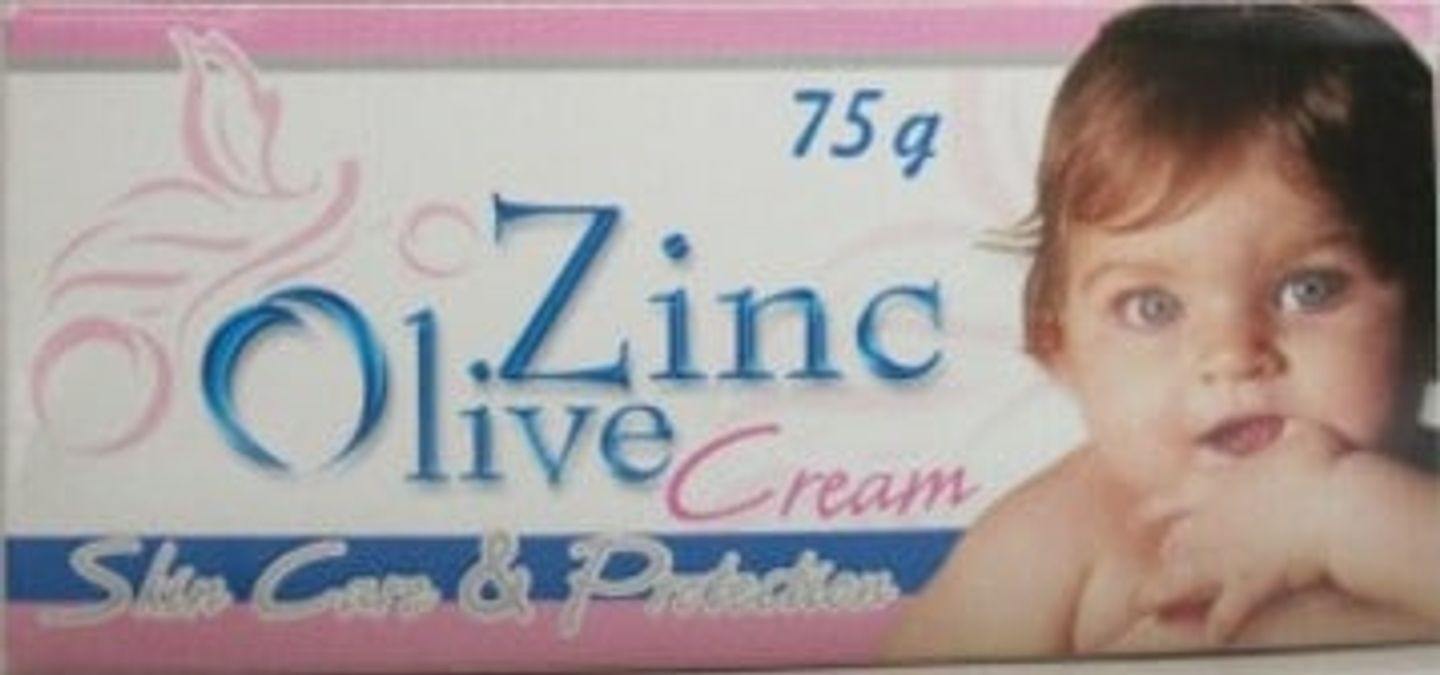 75 g
Zinc
Olive
Cream
Skin Care & Protection